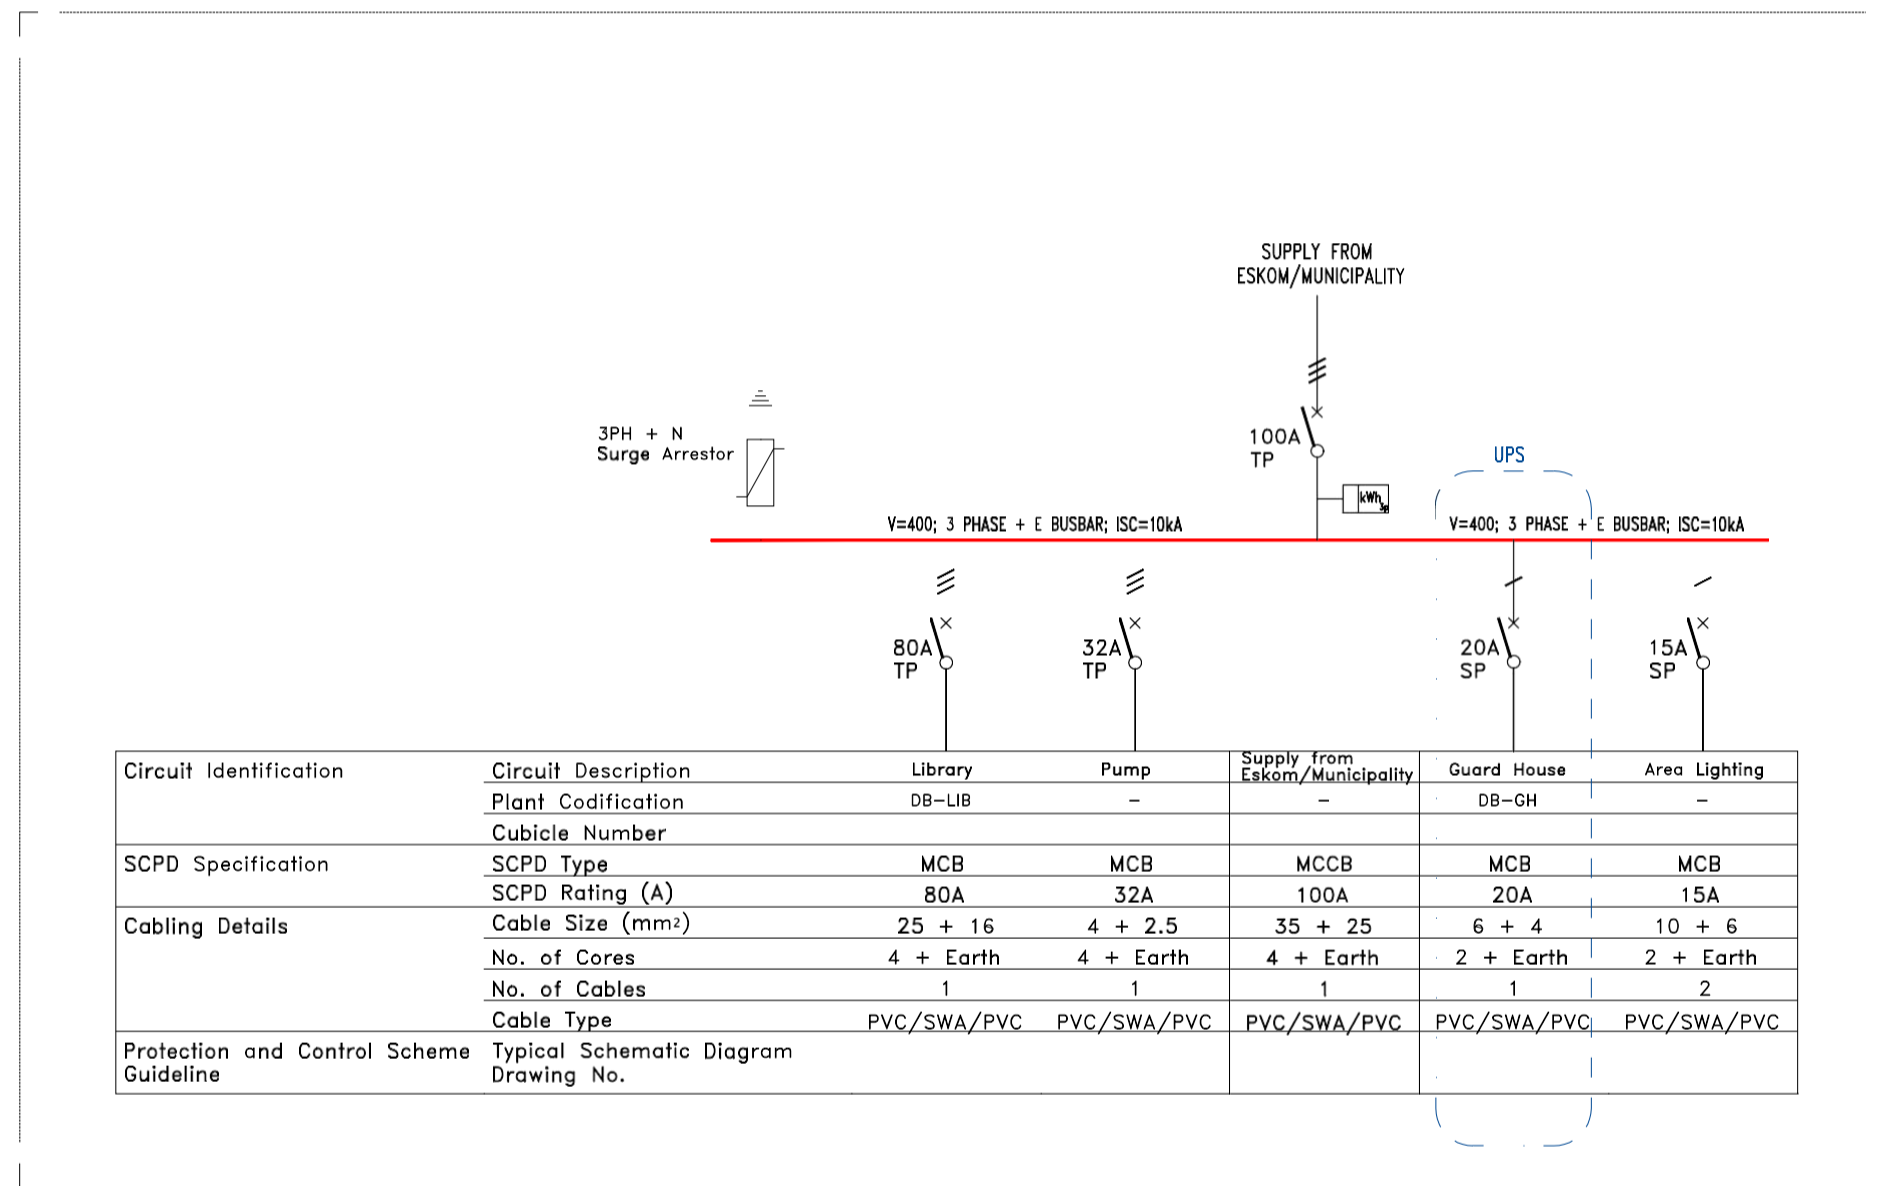 SUPPLY FROM
ESKOM/MUNICIPALITY
3PH + N
Surge Arrestor
100A
TP
kWh
3p
UPS
V=400; 3 PHASE + E BUSBAR; ISC=10kA
V=400; 3 PHASE + E BUSBAR; ISC=10kA
80A
TP
32A
TP
20A
SP
15A
SP
Circuit Identification
Circuit Description
Library
Pump
Supply from
Eskom/Municipality
Guard House
Area Lighting
Plant Codification
DB-LIB
-
-
DB-GH
-
Cubicle Number
SCPD Specification
SCPD Type
MCB
MCB
MCCB
MCB
MCB
SCPD Rating (A)
80A
32A
100A
20A
15A
Cabling Details
Cable Size (mm2)
25 + 16
4 + 2.5
35 + 25
6 + 4
10 + 6
No. of Cores
4 + Earth
4 + Earth
4 + Earth
2 + Earth
2 + Earth
No. of Cables
1
1
1
1
2
Cable Type
PVC/SWA/PVC
PVC/SWA/PVC
PVC/SWA/PVC
PVC/SWA/PVC
PVC/SWA/PVC
Protection and Control Scheme
Guideline
Typical Schematic Diagram
Drawing No.